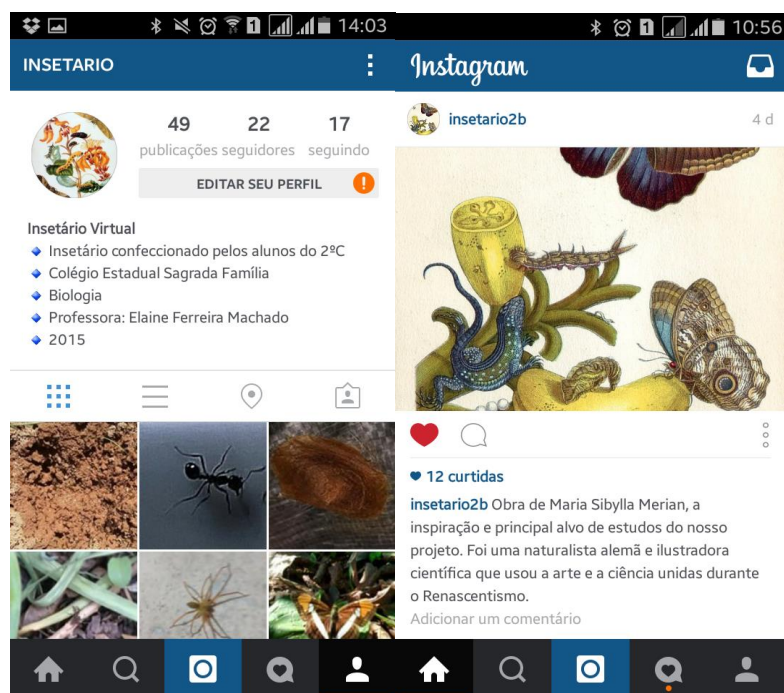 1 14:03
INSETARIO
49 22 17
publicações seguidores seguindo
EDITAR SEU PERFIL !
Insetário Virtual
Insetário confeccionado pelos alunos do 2ºC
Colégio Estadual Sagrada Família
Biologia
Professora: Elaine Ferreira Machado
2015
1 10:56
Instagram
insetario2b 4 d
12 curtidas
insetario2b Obra de Maria Sibylla Merian, a
inspiração e principal alvo de estudos do nosso
projeto. Foi uma naturalista alemã e ilustradora
científica que usou a arte e a ciência unidas durante
o Renascentismo.
Adicionar um comentário